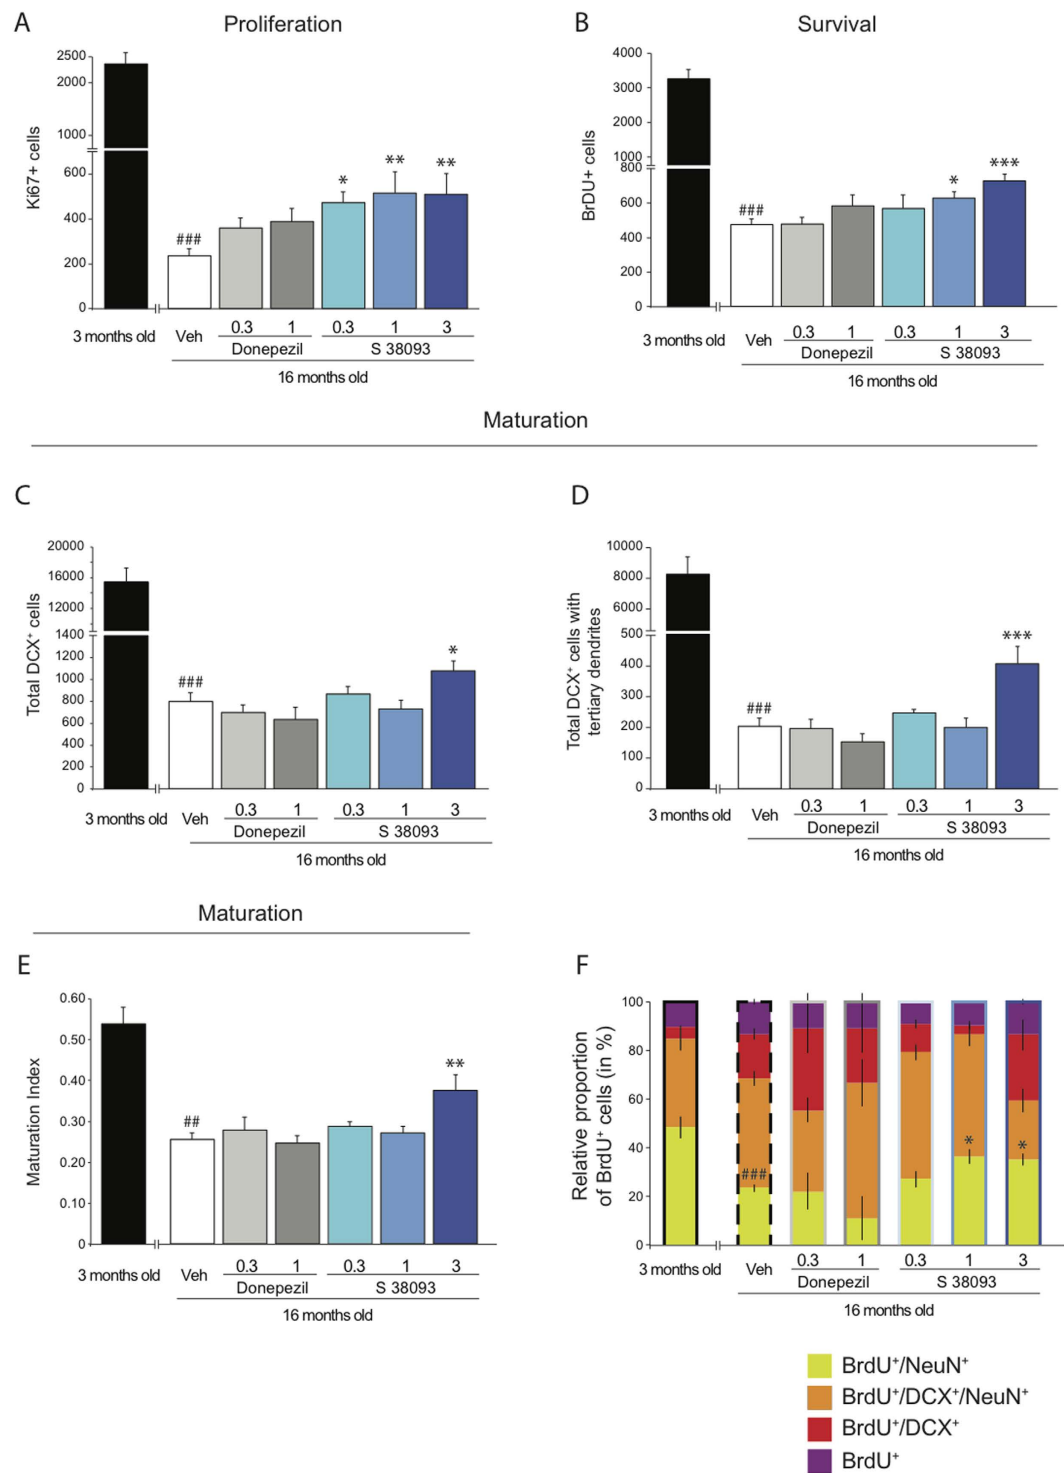 A
Proliferation
Ki67+ cells
2500
2000
1000
600
400
200
0
###
*
**
**
3 months old
Veh
0.3
1
0.3
1
3
Donepezil
S 38093
16 months old
B
Survival
BrDU+ cells
4000
3000
2000
1000
800
600
400
200
0
###
*
***
3 months old
Veh
0.3
1
0.3
1
3
Donepezil
S 38093
16 months old
Maturation
C
Total DCX⁺ cells
20000
16000
12000
1400
1200
1000
800
600
400
200
0
###
*
3 months old
Veh
0.3
1
0.3
1
3
Donepezil
S 38093
16 months old
D
Total DCX⁺ cells with
tertiary dendrites
10000
8000
6000
500
400
300
200
100
0
###
***
3 months old
Veh
0.3
1
0.3
1
3
Donepezil
S 38093
16 months old
Maturation
E
Maturation Index
0.60
0.50
0.40
0.30
0.20
0.10
0
##
**
3 months old
Veh
0.3
1
0.3
1
3
Donepezil
S 38093
16 months old
F
Relative proportion
of BrdU⁺ cells (in %)
100
80
60
40
20
0
###
*
*
3 months old
Veh
0.3
1
0.3
1
3
Donepezil
S 38093
16 months old
BrdU⁺/NeuN⁺
BrdU⁺/DCX⁺/NeuN⁺
BrdU⁺/DCX⁺
BrdU⁺